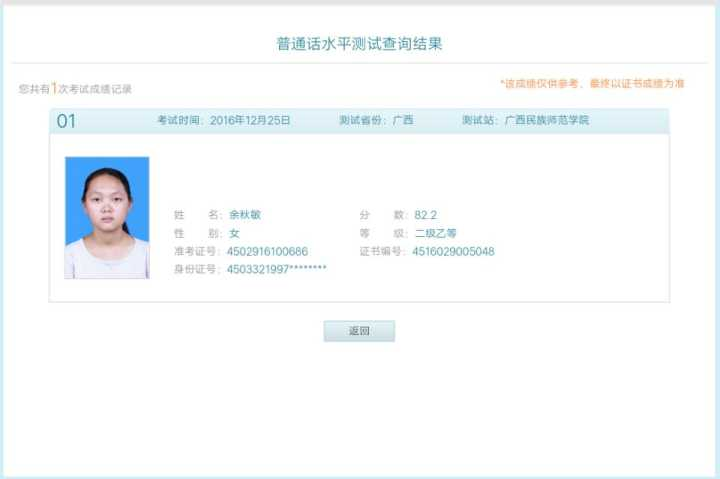 普通话水平测试查询结果
您共有1次考试成绩记录 *该成绩仅供参考，最终以证书成绩为准
01 考试时间：2016年12月25日 测试省份：广西 测试站：广西民族师范学院
姓 名：余秋敏 分 数：82.2
性 别：女 等 级：二级乙等
准考证号：4502916100686 证书编号：4516029005048
身份证号：4503321997********
返回